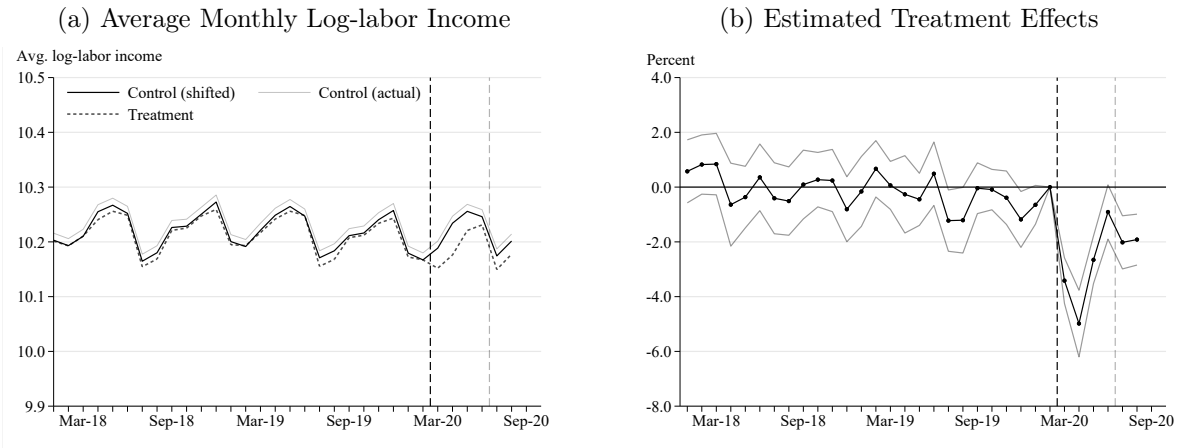 (a) Average Monthly Log-labor Income
Avg. log-labor income
10.5
10.4
10.3
10.2
10.1
10.0
9.9
Control (shifted)
Control (actual)
Treatment
Mar-18
Sep-18
Mar-19
Sep-19
Mar-20
Sep-20
(b) Estimated Treatment Effects
Percent
4.0
2.0
0.0
-2.0
-4.0
-6.0
-8.0
Mar-18
Sep-18
Mar-19
Sep-19
Mar-20
Sep-20